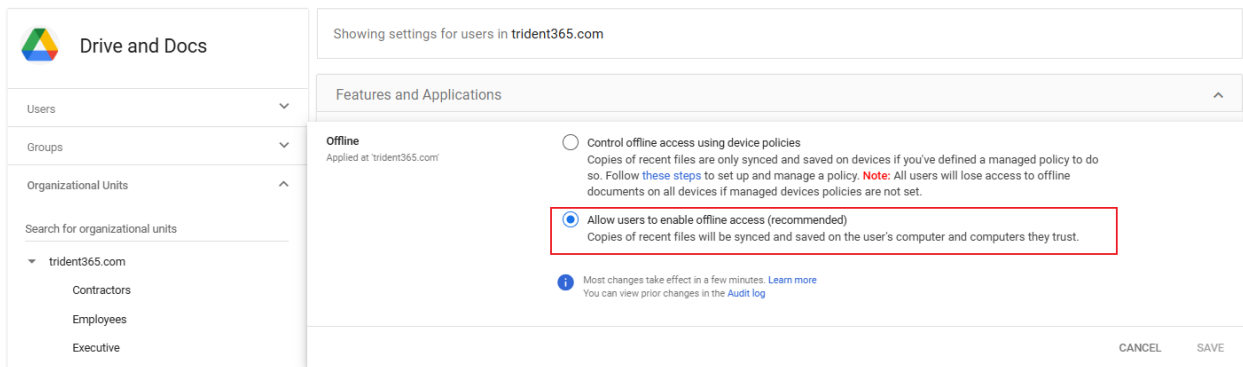 Drive and Docs
Users
Groups
Organizational Units
Search for organizational units
trident365.com
Contractors
Employees
Executive
Showing settings for users in trident365.com
Features and Applications
Offline
Applied at 'trident365.com'
Control offline access using device policies
Copies of recent files are only synced and saved on devices if you've defined a managed policy to do
so. Follow these steps to set up and manage a policy. Note: All users will lose access to offline
documents on all devices if managed devices policies are not set.
Allow users to enable offline access (recommended)
Copies of recent files will be synced and saved on the user's computer and computers they trust.
Most changes take effect in a few minutes. Learn more
You can view prior changes in the Audit log
CANCEL SAVE